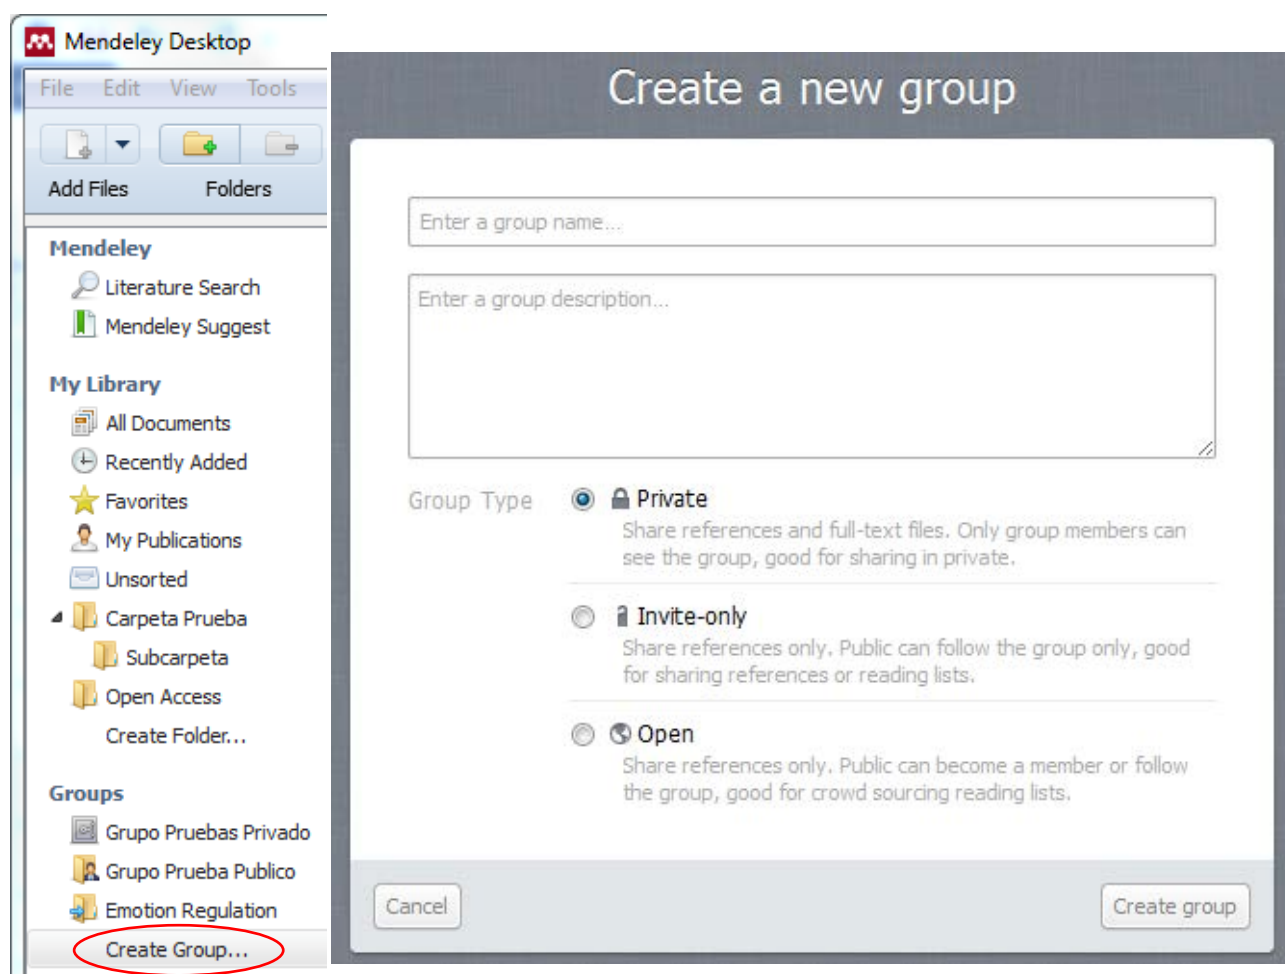 Mendeley Desktop
File Edit View Tools
Add Files Folders
Mendeley
Literature Search
Mendeley Suggest
My Library
All Documents
Recently Added
Favorites
My Publications
Unsorted
Carpeta Prueba
Subcarpeta
Open Access
Create Folder...
Groups
Grupo Pruebas Privado
Grupo Prueba Publico
Emotion Regulation
Create Group...
Create a new group
Enter a group name...
Enter a group description...
Group Type Private
Share references and full-text files. Only group members can
see the group, good for sharing in private.
Invite-only
Share references only. Public can follow the group only, good
for sharing references or reading lists.
Open
Share references only. Public can become a member or follow
the group, good for crowd sourcing reading lists.
Cancel Create group